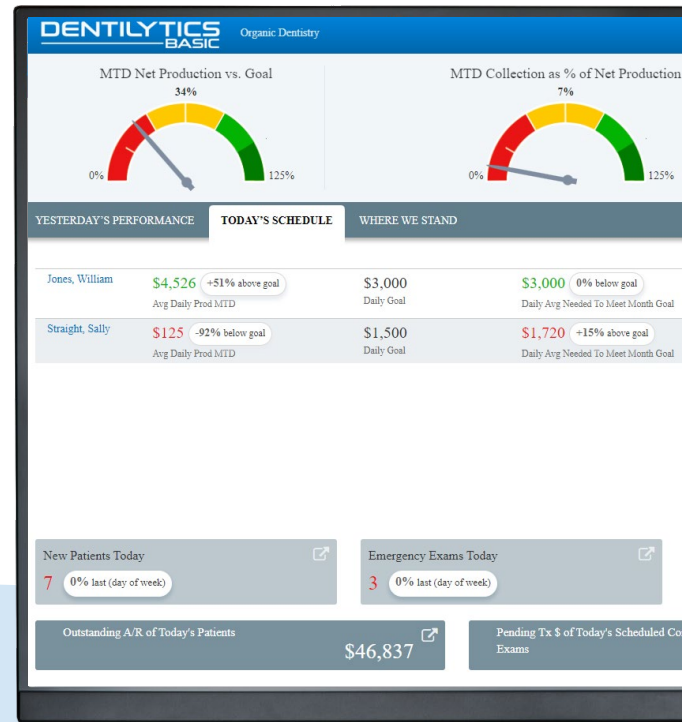 DENTILYTICS
BASIC
Organic Dentistry
MTD Net Production vs. Goal
34%
0%
125%
MTD Collection as % of Net Production
7%
0%
125%
YESTERDAY'S PERFORMANCE TODAY'S SCHEDULE WHERE WE STAND
Jones, William $4,526 +51% above goal $3,000 $3,000 0% below goal
Avg Daily Prod MTD Daily Goal Daily Avg Needed To Meet Month Goal
Straight, Sally $125 -92% below goal $1,500 $1,720 +15% above goal
Avg Daily Prod MTD Daily Goal Daily Avg Needed To Meet Month Goal
New Patients Today
7 0% last (day of week)
Emergency Exams Today
3 0% last (day of week)
Outstanding A/R of Today's Patients
$46,837
Pending Tx $ of Today's Scheduled Co
Exams